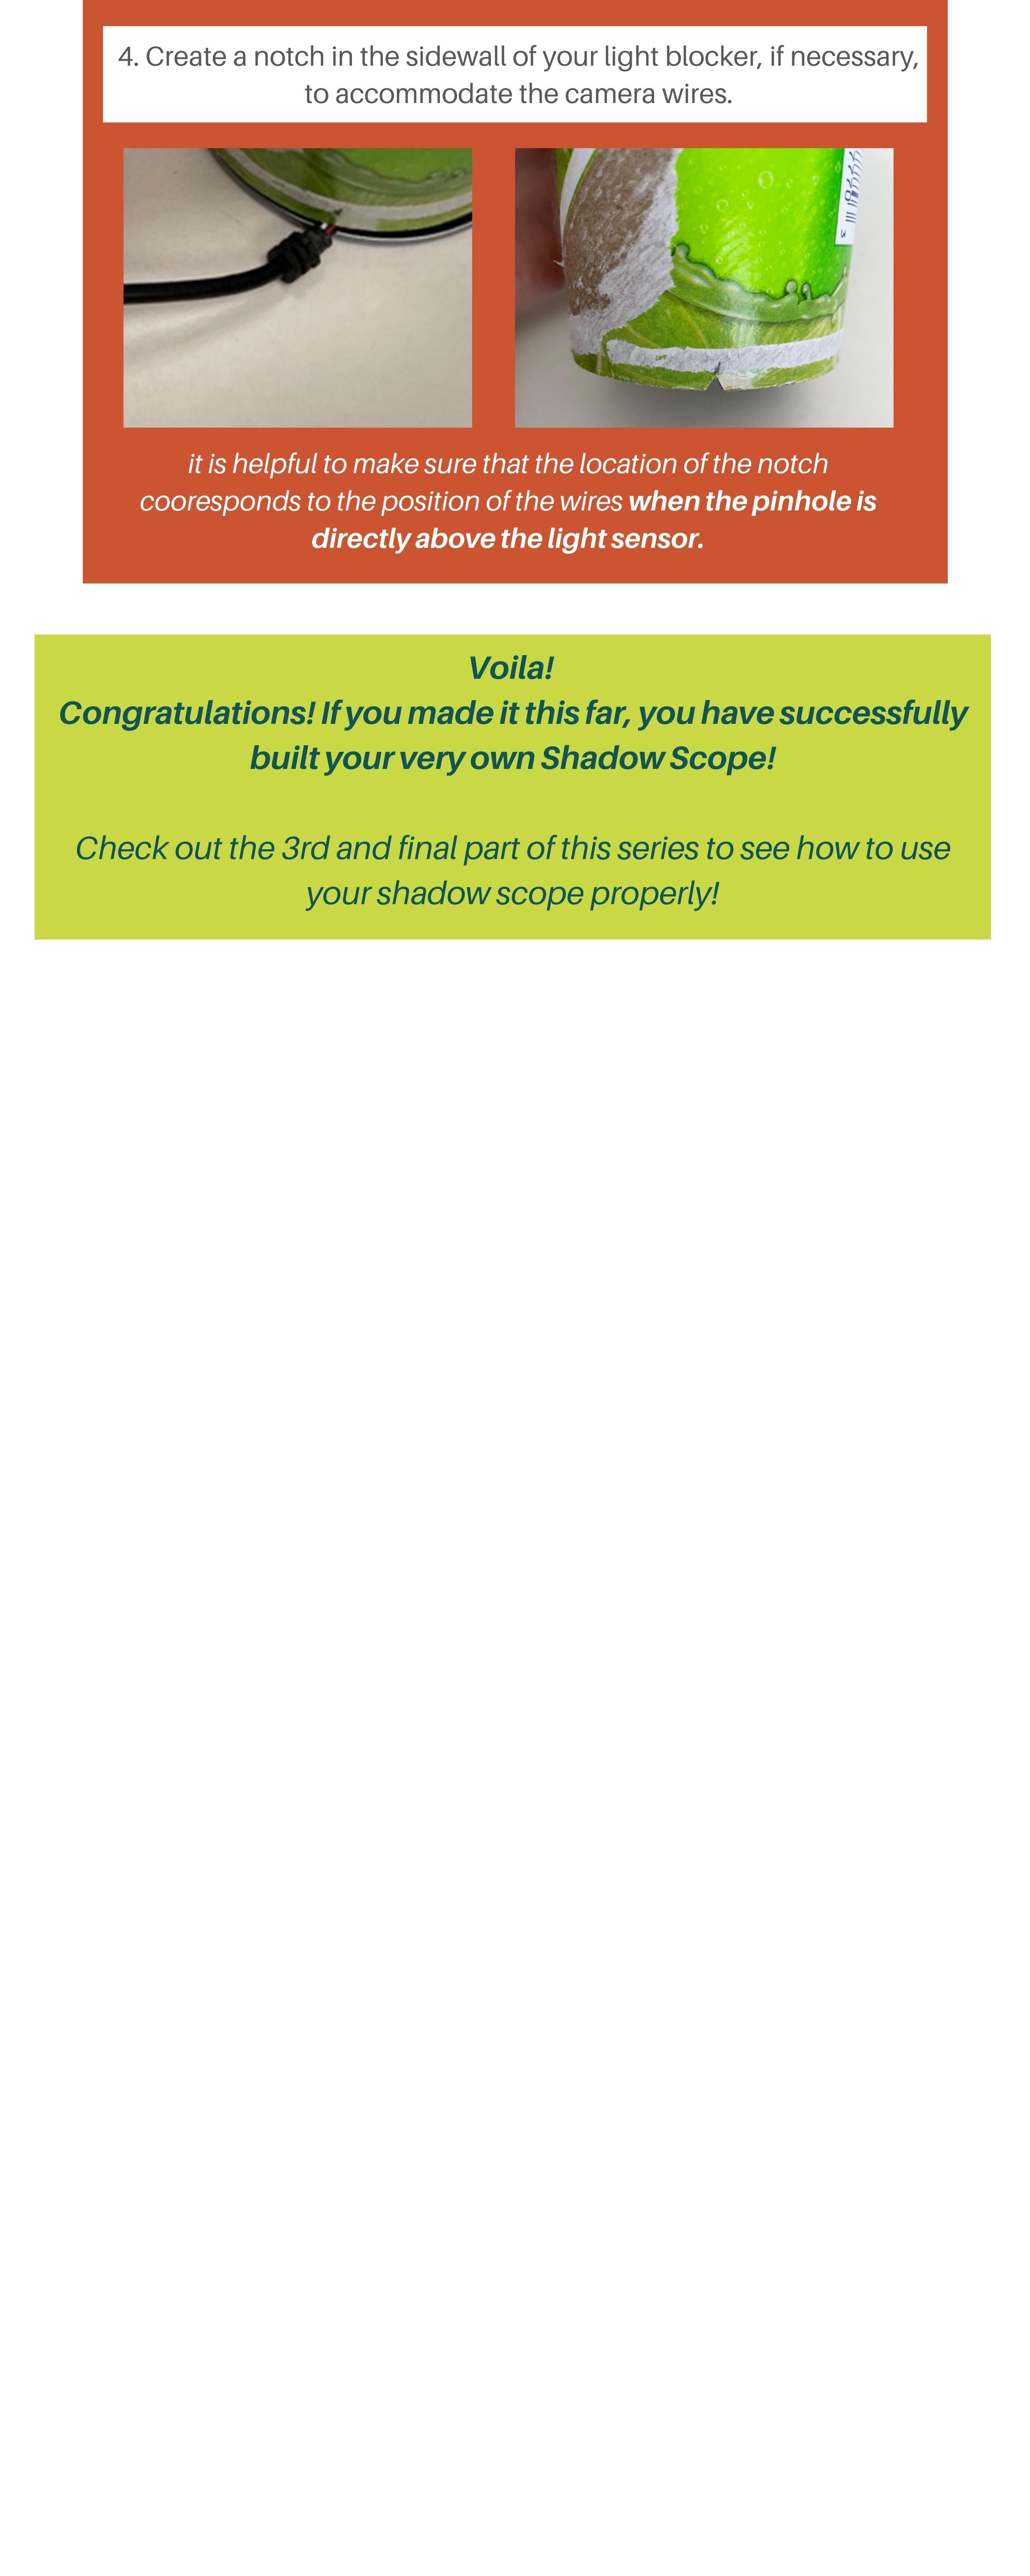 4. Create a notch in the sidewall of your light blocker, if necessary,
to accommodate the camera wires.
it is helpful to make sure that the location of the notch
cooresponds to the position of the wires when the pinhole is
directly above the light sensor.
Voila!
Congratulations! If you made it this far, you have successfully
built your very own Shadow Scope!
Check out the 3rd and final part of this series to see how to use
your shadow scope properly!